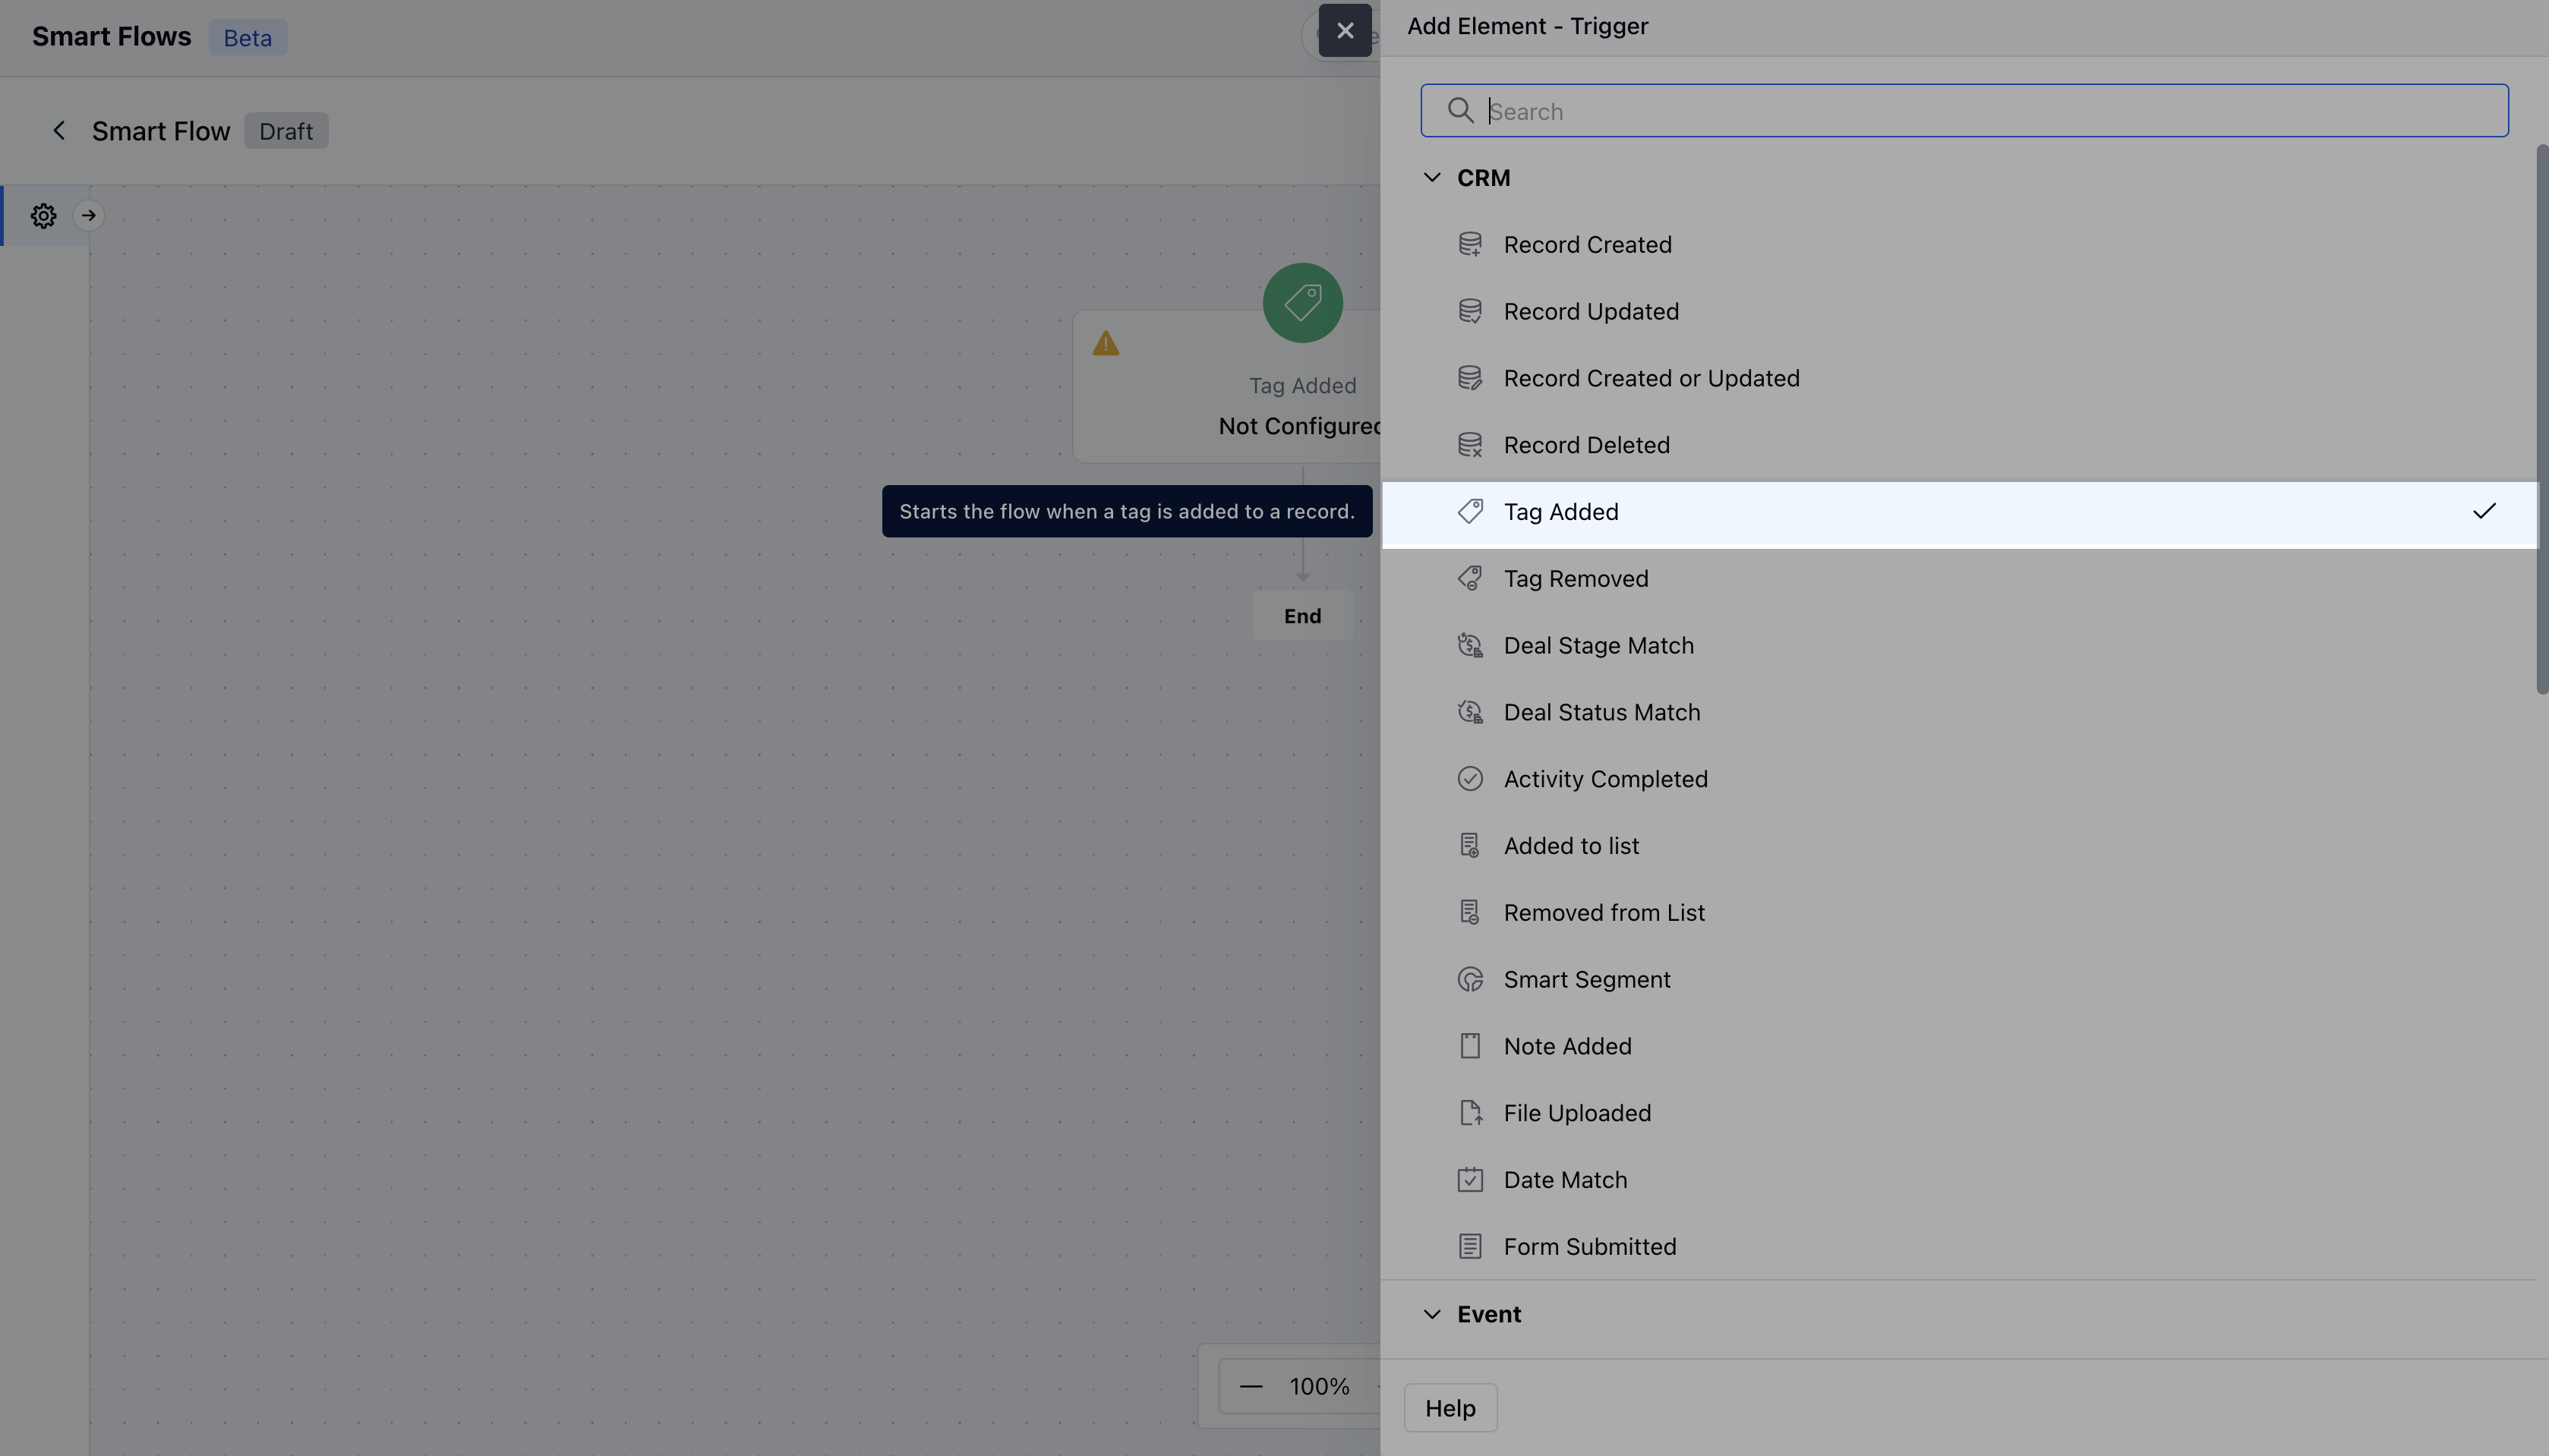 Smart Flows Beta
Smart Flow Draft
Tag Added
Not Configured
Starts the flow when a tag is added to a record.
End
100%
Add Element - Trigger
Search
CRM
Record Created
Record Updated
Record Created or Updated
Record Deleted
Tag Added
Tag Removed
Deal Stage Match
Deal Status Match
Activity Completed
Added to list
Removed from List
Smart Segment
Note Added
File Uploaded
Date Match
Form Submitted
Event
Help